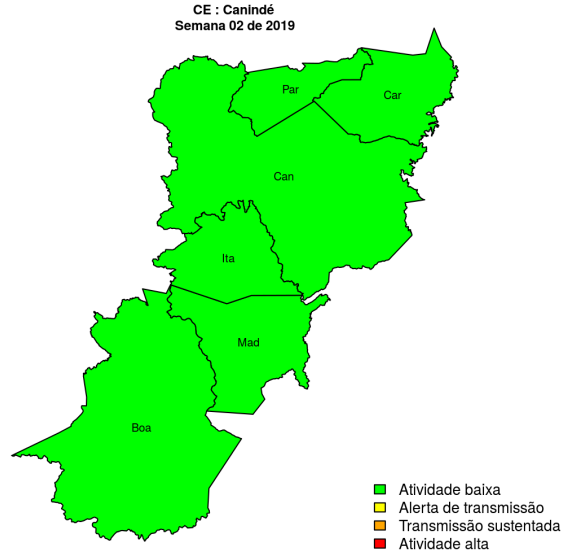 CE : Canindé
Semana 02 de 2019
Par
Car
Can
Ita
Mad
Boa
Atividade baixa
Alerta de transmissão
Transmissão sustentada
Atividade alta